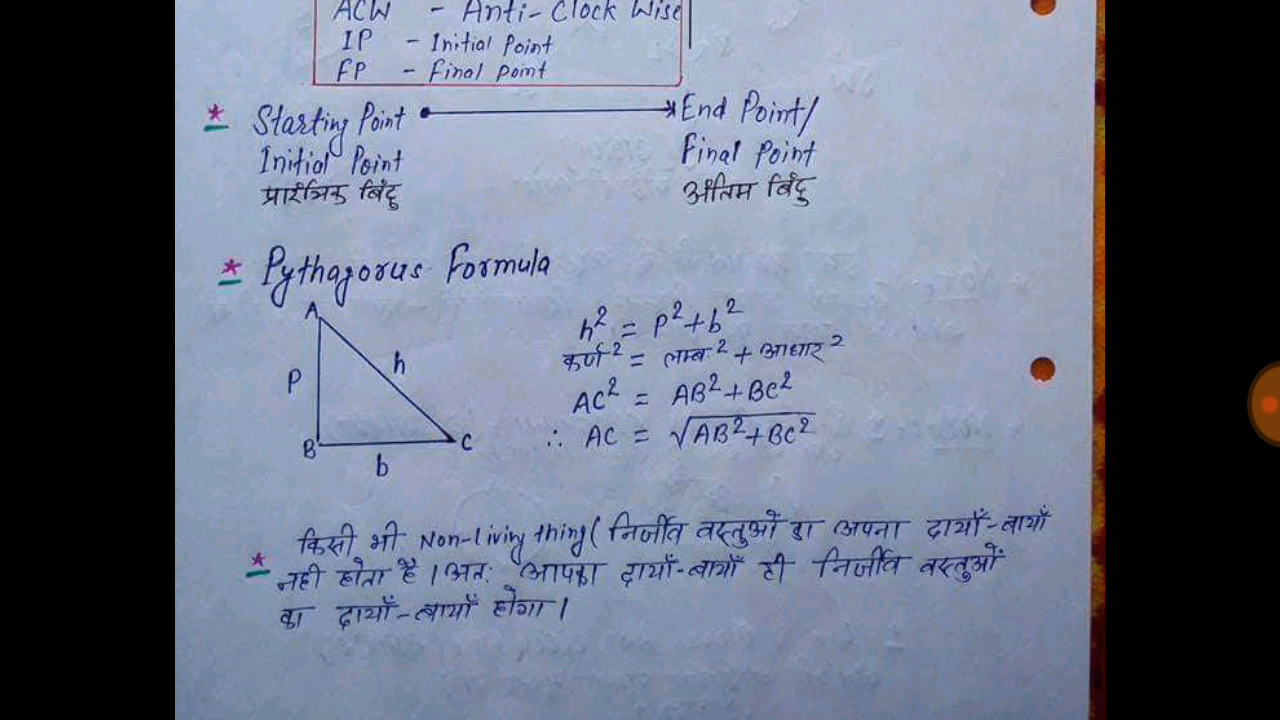 ACW - Anti-Clock Wise
IP - Initial Point
FP - Final point
* Starting Point End Point/
Initial Point Final Point
प्रारंभिक बिंदु अंतिम बिंदु
* Pythagorus Formula
A
P h
B b C
h² = P²+b²
कर्ण² = लम्ब² + आधार²
AC² = AB²+BC²
∴ AC = √AB²+BC²
किसी भी Non-Living thing( निर्जीव वस्तुओं का अपना दायाँ-बायाँ
* नही होता है। अतः आपका दायाँ-बायाँ ही निर्जीव वस्तुओं
का दायाँ-बायाँ होगा।